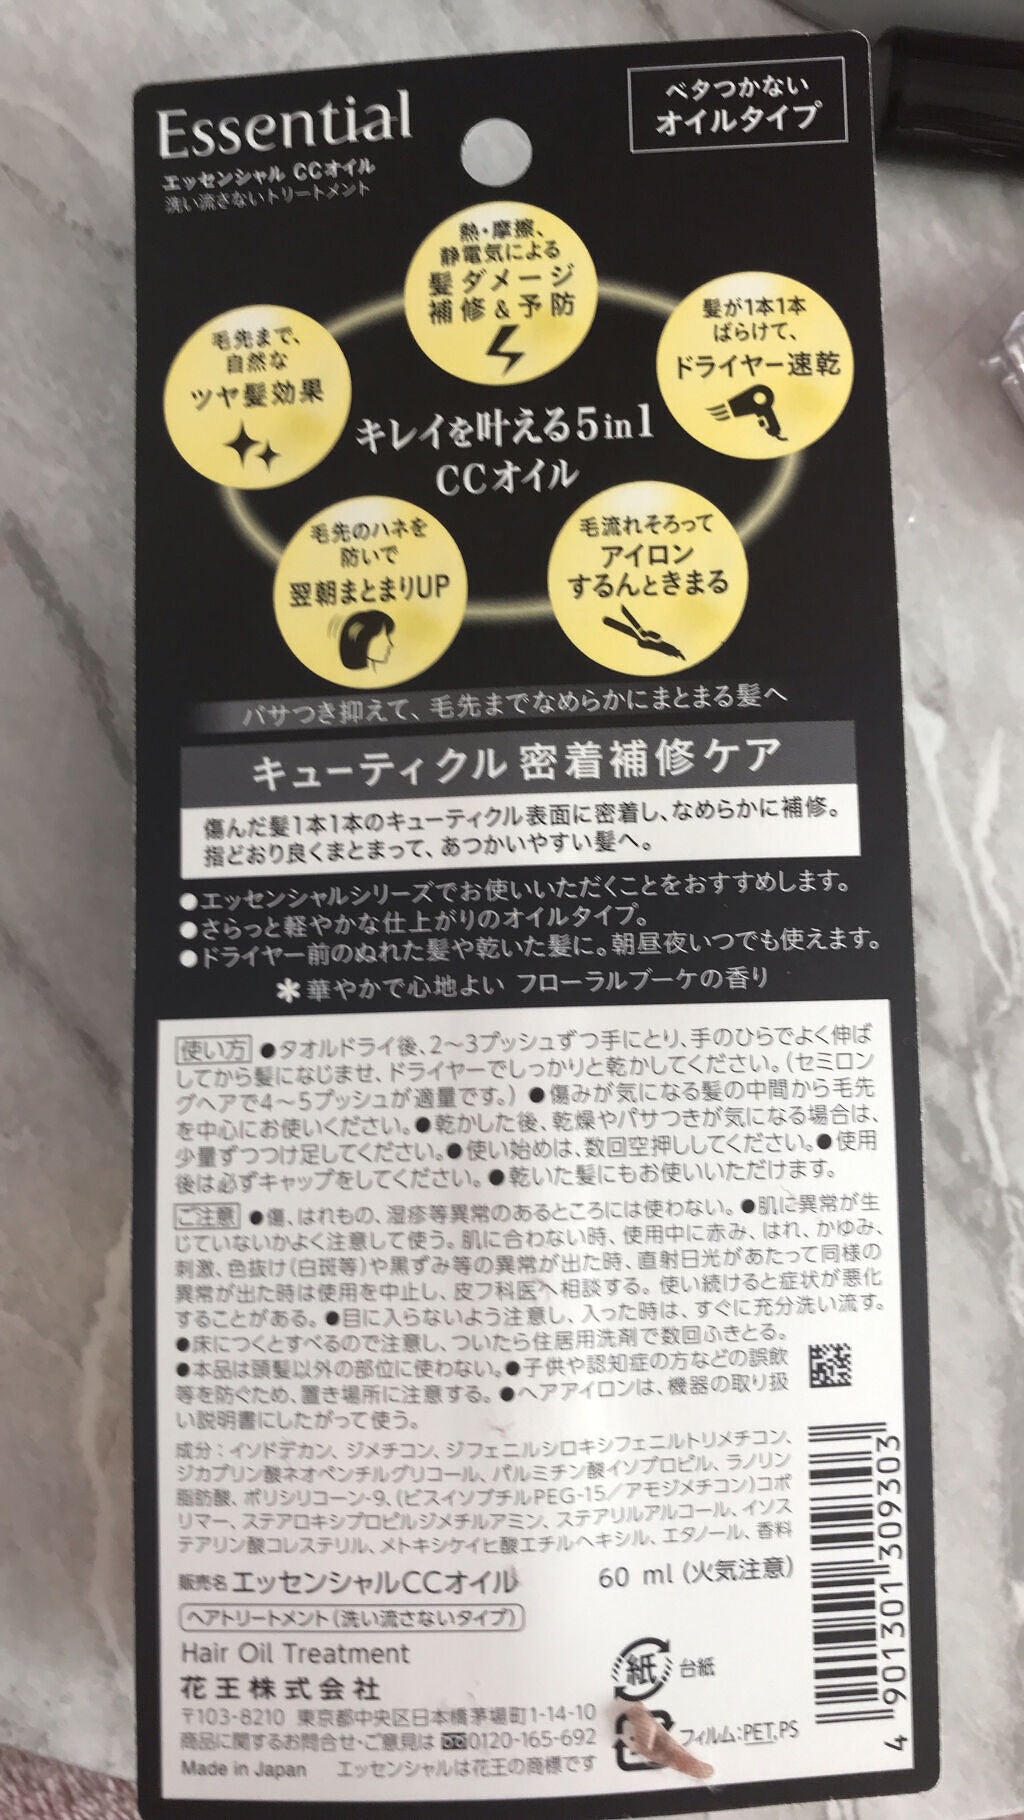 Essential
エッセンシャル CCオイル
洗い流さないトリートメント
ベタつかない
オイルタイプ
熱・摩擦、
静電気による
髪ダメージ
補修&予防
毛先まで、
自然な
ツヤ髪効果
髪が1本1本
ばらけて、
ドライヤー速乾
キレイを叶える5in1
CCオイル
毛先のハネを
防いで
翌朝まとまりUP
毛流れそろって
アイロン
するんときまる
パサつき抑えて、毛先までなめらかにまとまる髪へ
キューティクル 密着補修ケア
傷んだ髪1本1本のキューティクル表面に密着し、なめらかに補修。
指どおり良くまとまって、あつかいやすい髪へ。
●エッセンシャルシリーズでお使いいただくことをおすすめします。
●さらっと軽やかな仕上がりのオイルタイプ。
●ドライヤー前のぬれた髪や乾いた髪に。朝昼夜いつでも使えます。
＊華やかで心地よい フローラルブーケの香り
使い方 ●タオルドライ後、2〜3プッシュずつ手にとり、手のひらでよく伸ば
してから髪になじませ、ドライヤーでしっかりと乾かしてください。(セミロン
グヘアで4〜5プッシュが適量です。) ●傷みが気になる髪の中間から毛先
を中心にお使いください。●乾かした後、乾燥やパサつきが気になる場合は、
少量ずつつけ足してください。●使い始めは、数回空押ししてください。●使用
後は必ずキャップをしてください。●乾いた髪にもお使いいただけます。
ご注意 ●傷、はれもの、湿疹等異常のあるところには使わない。●肌に異常が生
じていないかよく注意して使う。肌に合わない時、使用中に赤み、はれ、かゆみ、
刺激、色抜け(白斑等)や黒ずみ等の異常が出た時、直射日光があたって同様の
異常が出た時は使用を中止し、皮フ科医へ相談する。使い続けると症状が悪化
することがある。●目に入らないよう注意し、入った時は、すぐに充分洗い流す。
●床につくとすべるので注意し、ついたら住居用洗剤で数回ふきとる。
●本品は頭髪以外の部位に使わない。●子供や認知症の方などの誤飲
等を防ぐため、置き場所に注意する。●ヘアアイロンは、機器の取り扱
い説明書にしたがって使う。
成分：イソドデカン、ジメチコン、ジフェニルシロキシフェニルトリメチコン、
ジカプリン酸ネオペンチルグリコール、パルミチン酸イソプロピル、ラノリン
脂肪酸、ポリシリコーン-9、(ビスイソブチルPEG-15／アモジメチコン)コポ
リマー、ステアロキシプロピルジメチルアミン、ステアリルアルコール、イソス
テアリン酸コレステリル、メトキシケイヒ酸エチルヘキシル、エタノール、香料
販売名 エッセンシャルCCオイル 60 ml (火気注意)
ヘアトリートメント(洗い流さないタイプ)
Hair Oil Treatment
花王株式会社
〒103-8210 東京都中央区日本橋茅場町1-14-10
商品に関するお問合せ・ご意見は 0120-165-692
Made in Japan エッセンシャルは花王の商標です
紙 台紙
フィルム：PET,PS
4 901301 309303